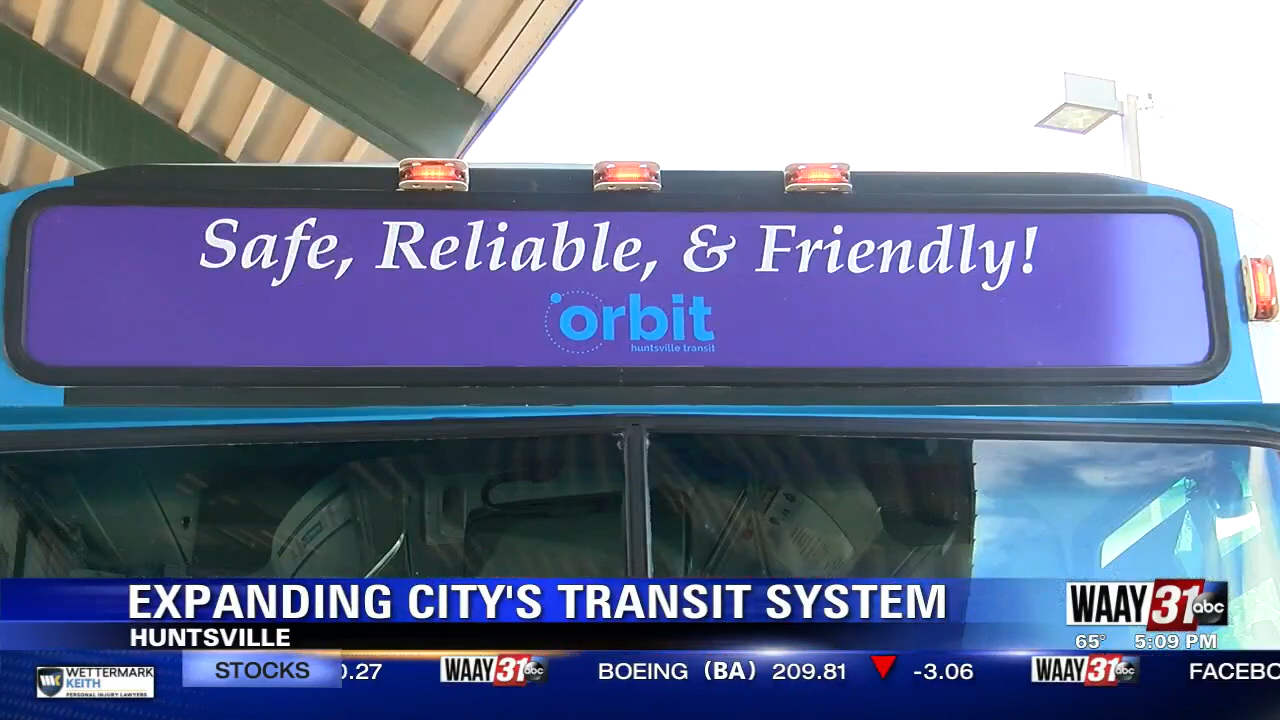 Safe, Reliable, & Friendly!
orbit
huntsville transit
EXPANDING CITY'S TRANSIT SYSTEM
HUNTSVILLE
WAAY 31 abc
65° 5:09 PM
WK WETTERMARK
KEITH
PERSONAL INJURY LAWYERS
STOCKS 0.27 WAAY 31 abc BOEING (BA) 209.81 -3.06 WAAY 31 abc FACEBO